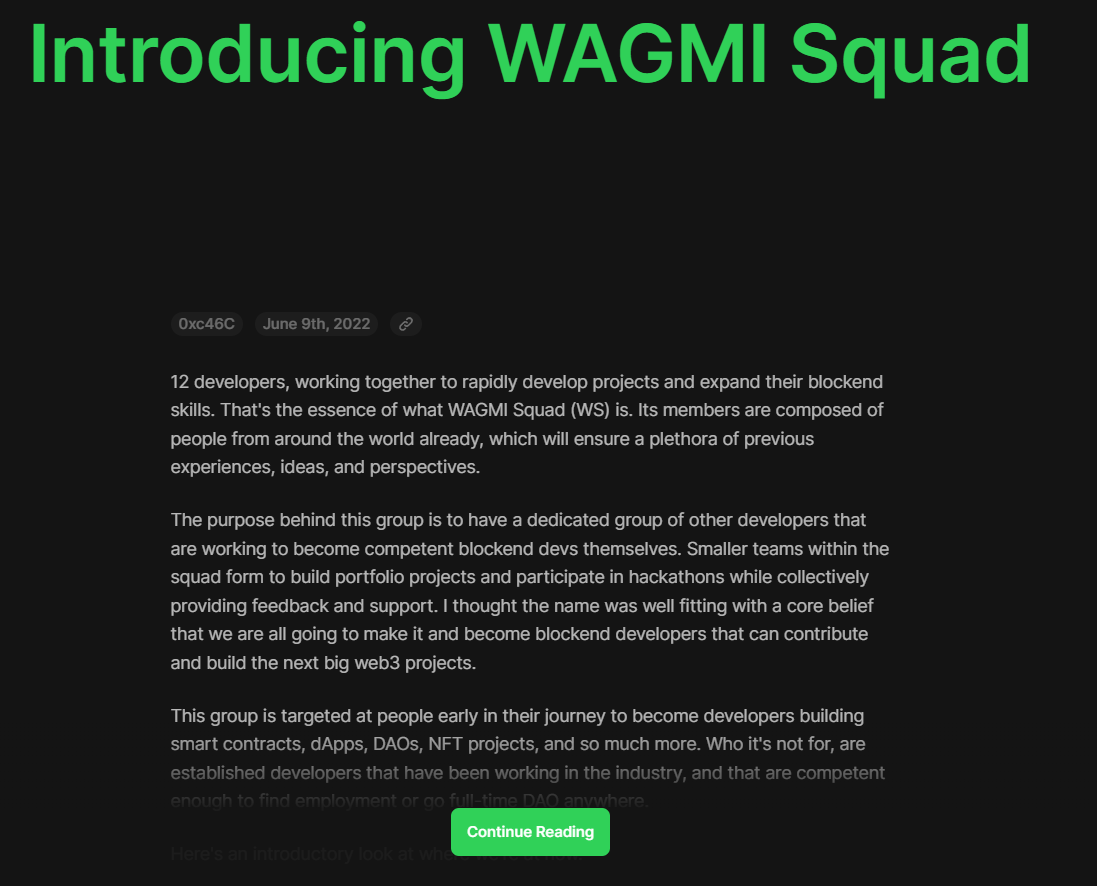 Introducing WAGMI Squad
0xc46C June 9th, 2022
12 developers, working together to rapidly develop projects and expand their blockend
skills. That's the essence of what WAGMI Squad (WS) is. Its members are composed of
people from around the world already, which will ensure a plethora of previous
experiences, ideas, and perspectives.
The purpose behind this group is to have a dedicated group of other developers that
are working to become competent blockend devs themselves. Smaller teams within the
squad form to build portfolio projects and participate in hackathons while collectively
providing feedback and support. I thought the name was well fitting with a core belief
that we are all going to make it and become blockend developers that can contribute
and build the next big web3 projects.
This group is targeted at people early in their journey to become developers building
smart contracts, dApps, DAOs, NFT projects, and so much more. Who it's not for, are
established developers that have been working in the industry, and that are competent
enough to find employment or go full-time DAO anywhere.
Continue Reading
Here's an introductory look at